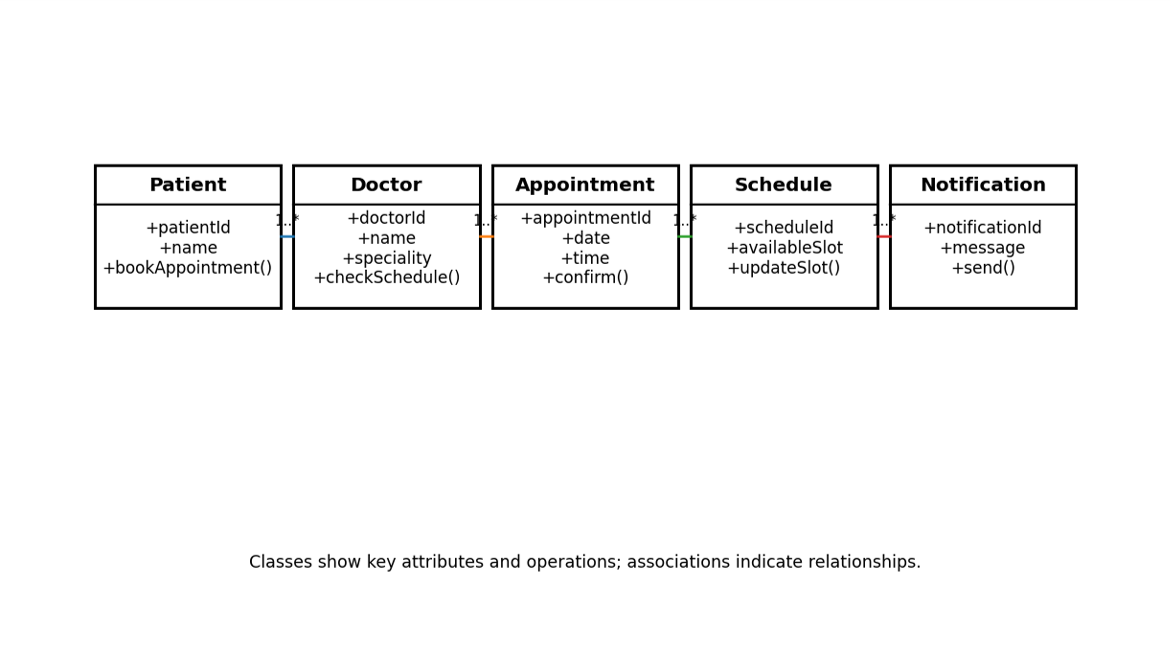 Patient
+patientId
+name
+bookAppointment()
1..*
Doctor
+doctorId
+name
+speciality
+checkSchedule()
1..*
Appointment
+appointmentId
+date
+time
+confirm()
1..*
Schedule
+scheduleId
+availableSlot
+updateSlot()
1..*
Notification
+notificationId
+message
+send()
Classes show key attributes and operations; associations indicate relationships.